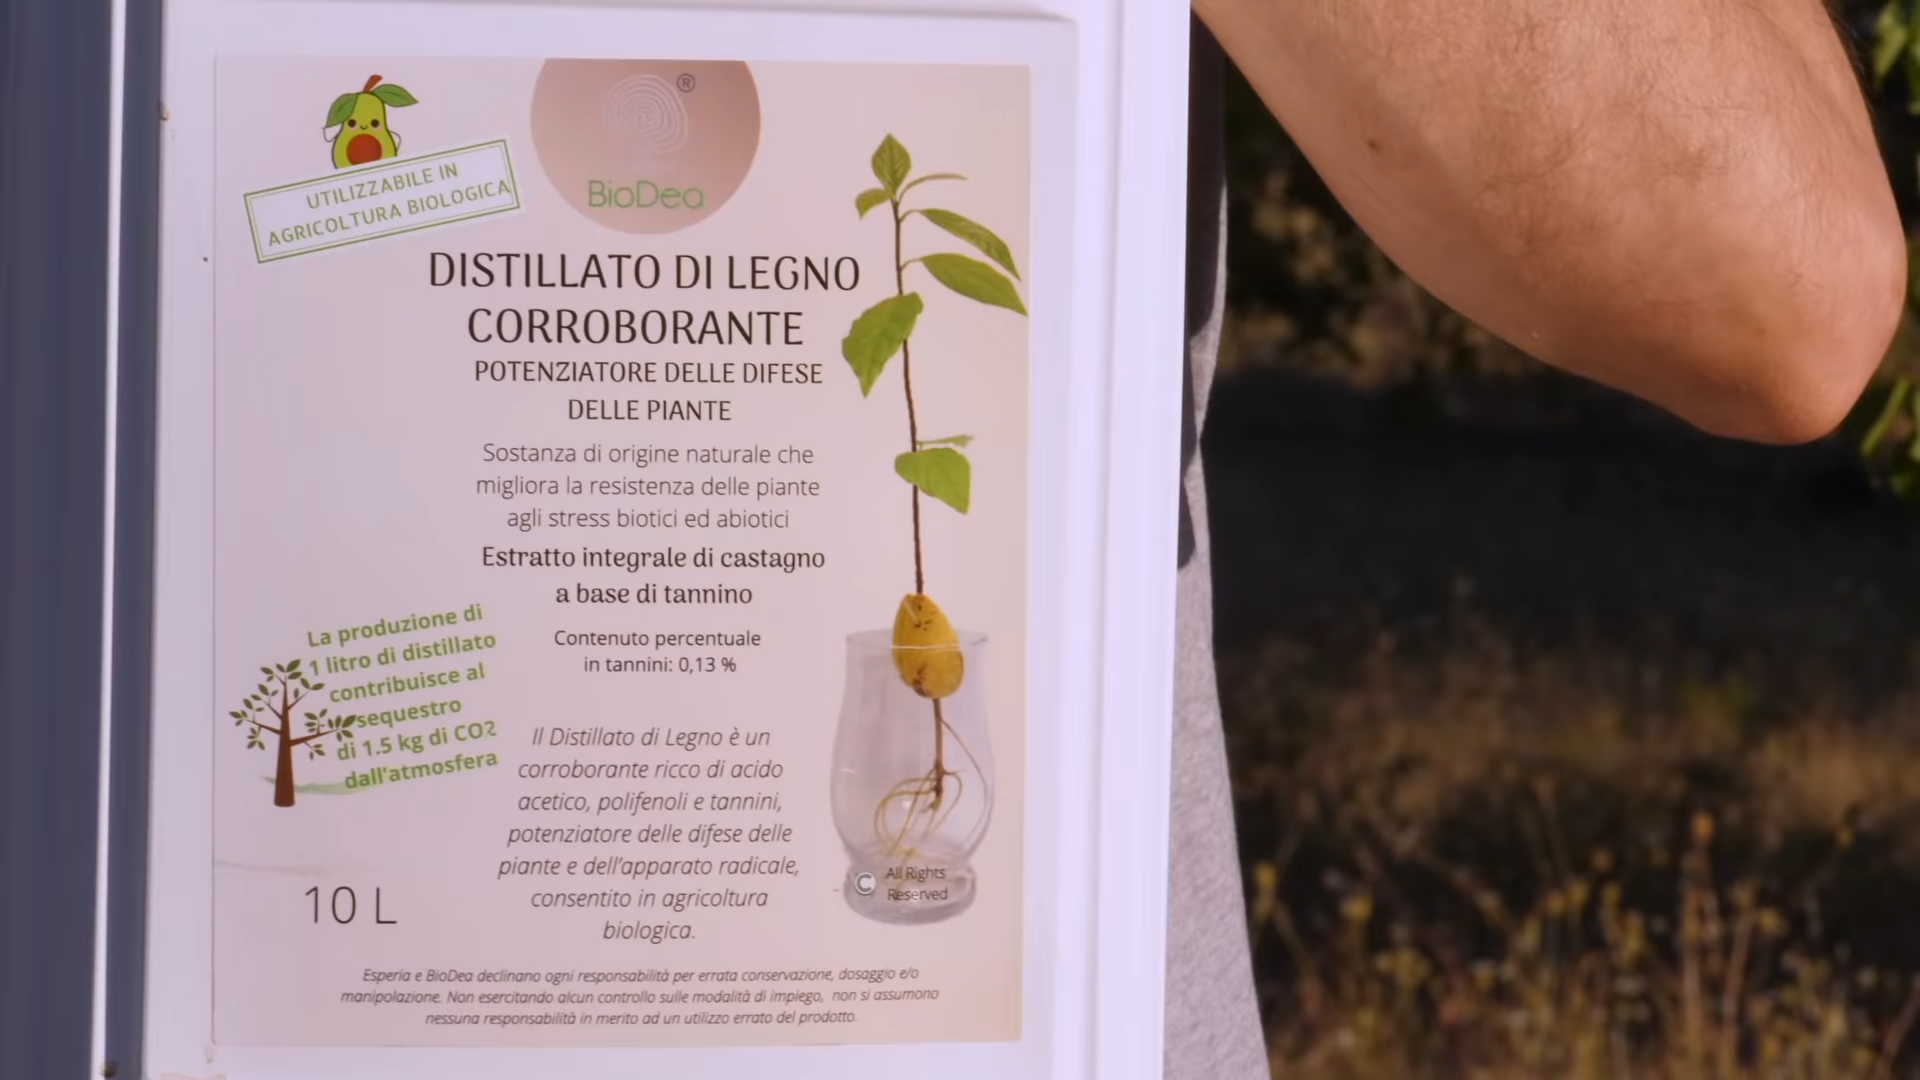 ®
BioDea
UTILIZZABILE IN
AGRICOLTURA BIOLOGICA
DISTILLATO DI LEGNO
CORROBORANTE
POTENZIATORE DELLE DIFESE
DELLE PIANTE
Sostanza di origine naturale che
migliora la resistenza delle piante
agli stress biotici ed abiotici
Estratto integrale di castagno
a base di tannino
Contenuto percentuale
in tannini: 0,13 %
La produzione di
1 litro di distillato
contribuisce al
sequestro
di 1.5 kg di CO2
dall'atmosfera
Il Distillato di Legno è un
corroborante ricco di acido
acetico, polifenoli e tannini,
potenziatore delle difese delle
piante e dell'apparato radicale,
consentito in agricoltura
biologica.
© All Rights
Reserved
10 L
Esperia e BioDea declinano ogni responsabilità per errata conservazione, dosaggio e/o
manipolazione. Non esercitando alcun controllo sulle modalità di impiego, non si assumono
nessuna responsabilità in merito ad un utilizzo errato del prodotto.